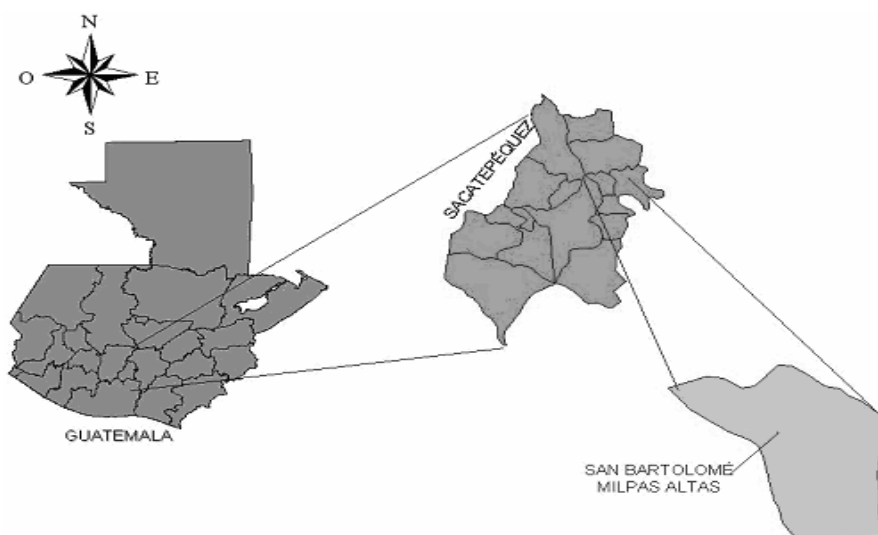 N
O E
S
SACATEPÉQUEZ
GUATEMALA
SAN BARTOLOMÉ
MILPAS ALTAS